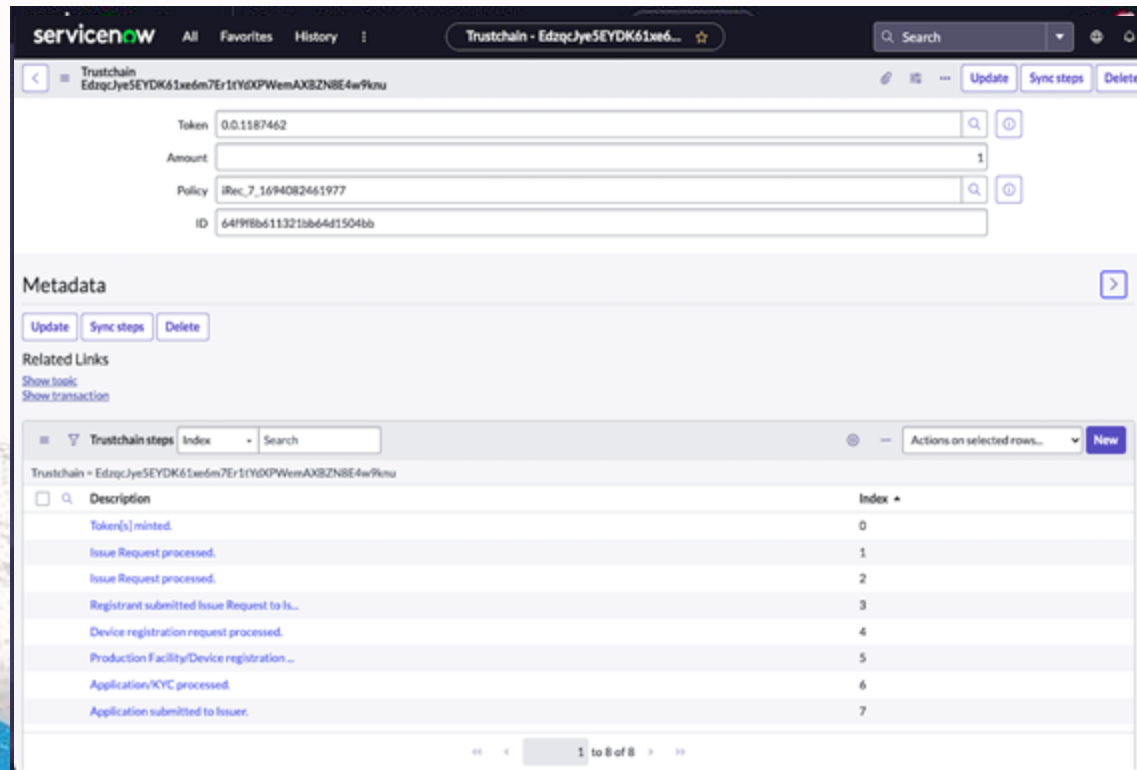 servicenow All Favorites History Trustchain - EdzqcJye5EYDK61xe6... Search
Trustchain
EdzqcJye5EYDK61xe6m7Er1tYdXPWemAXBZN8E4w9knu
Update Sync steps Delete
Token 0.0.1187462
Amount 1
Policy iRec_7_1694082461977
ID 64f9f8b611321bb64d1504bb
Metadata
Update Sync steps Delete
Related Links
Show topic
Show transaction
Trustchain steps Index Search Actions on selected rows... New
Trustchain = EdzqcJye5EYDK61xe6m7Er1tYdXPWemAXBZN8E4w9knu
Description Index
Token[s] minted. 0
Issue Request processed. 1
Issue Request processed. 2
Registrant submitted Issue Request to Is... 3
Device registration request processed. 4
Production Facility/Device registration ... 5
Application/KYC processed. 6
Application submitted to Issuer. 7
1 to 8 of 8